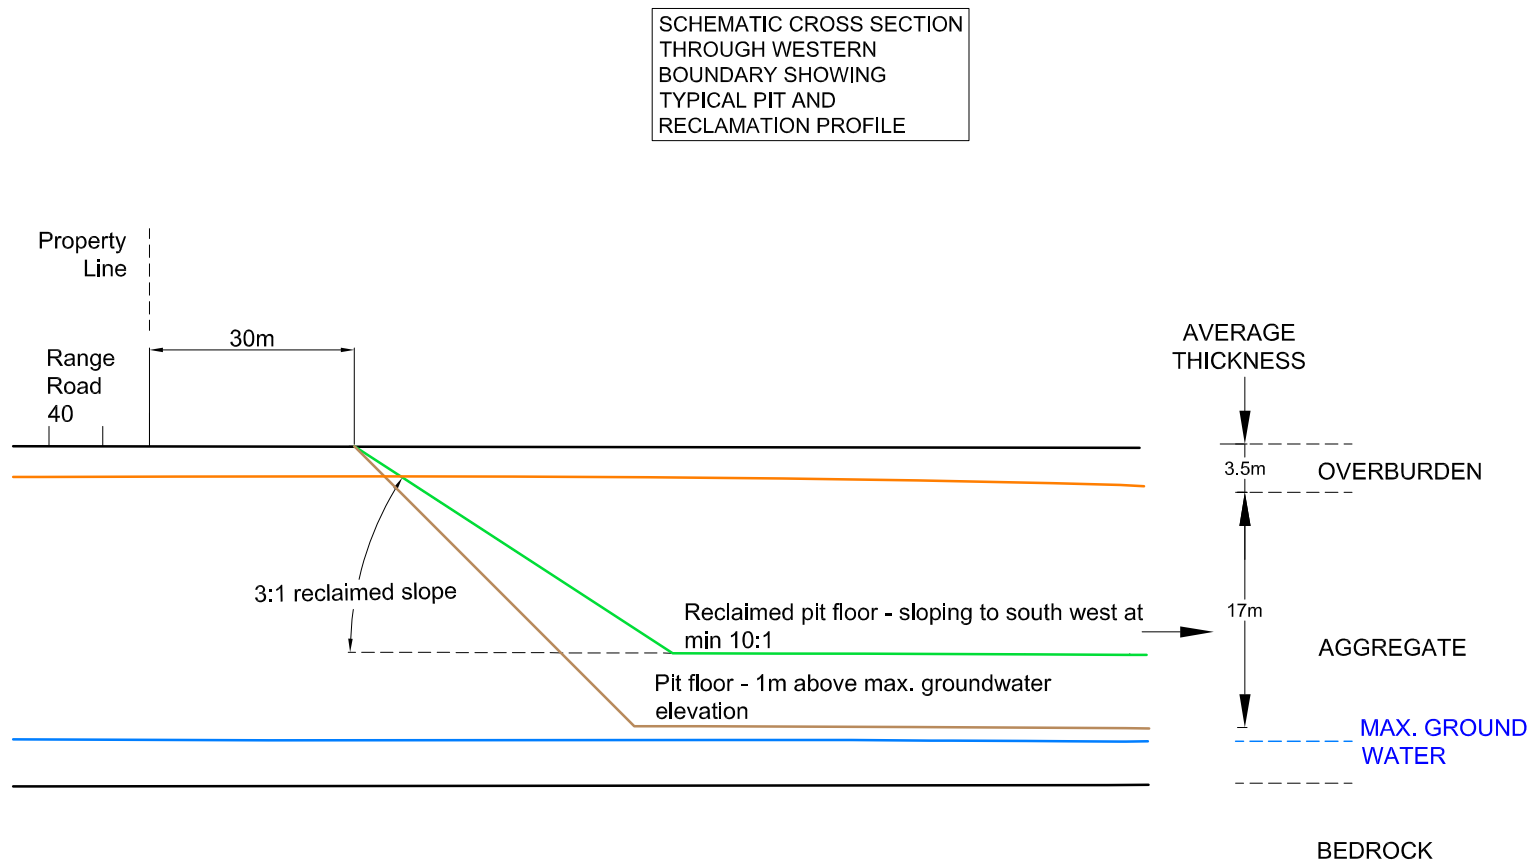 SCHEMATIC CROSS SECTION
THROUGH WESTERN
BOUNDARY SHOWING
TYPICAL PIT AND
RECLAMATION PROFILE
Property
Line
30m
Range
Road
40
AVERAGE
THICKNESS
3.5m
OVERBURDEN
3:1 reclaimed slope
Reclaimed pit floor - sloping to south west at
min 10:1
17m
AGGREGATE
Pit floor - 1m above max. groundwater
elevation
MAX. GROUND
WATER
BEDROCK